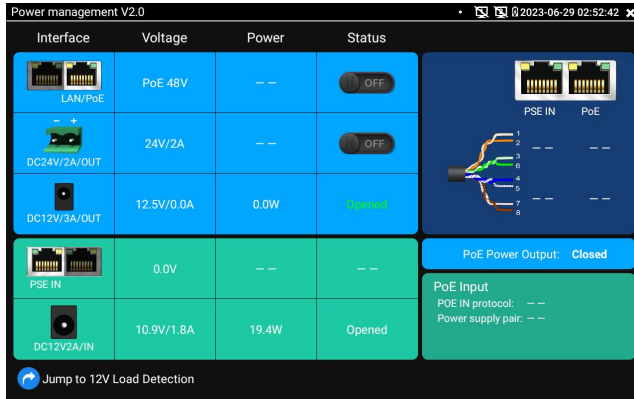 Power management V2.0
2023-06-29 02:52:42
Interface Voltage Power Status
LAN/PoE PoE 48V -- -- OFF
DC24V/2A/OUT 24V/2A -- -- OFF
DC12V/3A/OUT 12.5V/0.0A 0.0W Opened
PSE IN 0.0V -- -- -- --
DC12V2A/IN 10.9V/1.8A 19.4W Opened
PSE IN PoE
1
2 -- -- -- --
3
6
4
5
7 -- -- -- --
8
PoE Power Output: Closed
PoE Input
POE IN protocol: -- --
Power supply pair: -- --
Jump to 12V Load Detection